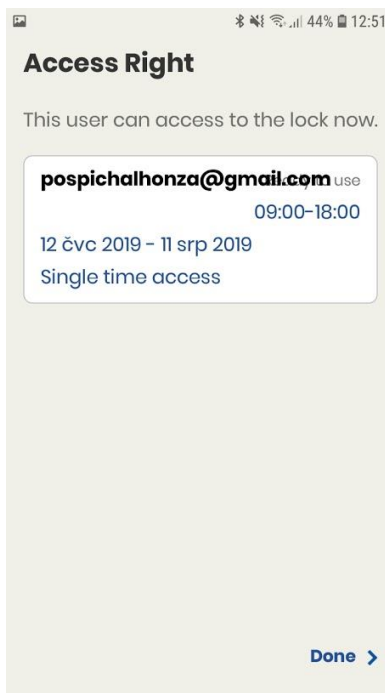 44% 12:51
Access Right
This user can access to the lock now.
pospichalhonza@gmail.com use
09:00-18:00
12 čvc 2019 - 11 srp 2019
Single time access
Done